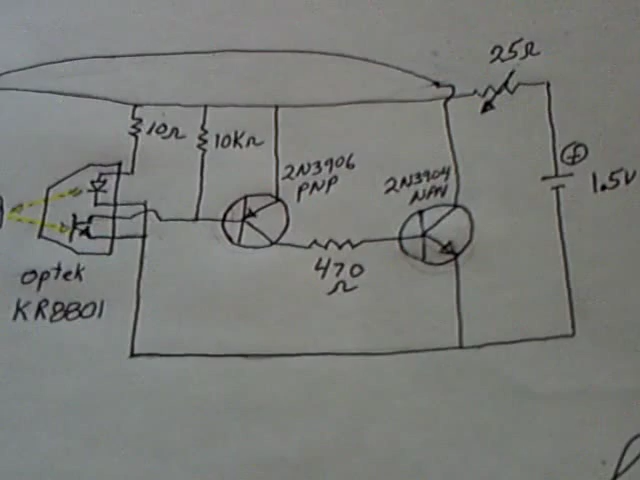 25Ω
10Ω
10KΩ
2N3906
PNP
2N3904
NPN
⊕
1.5V
470
Ω
optek
KR8801